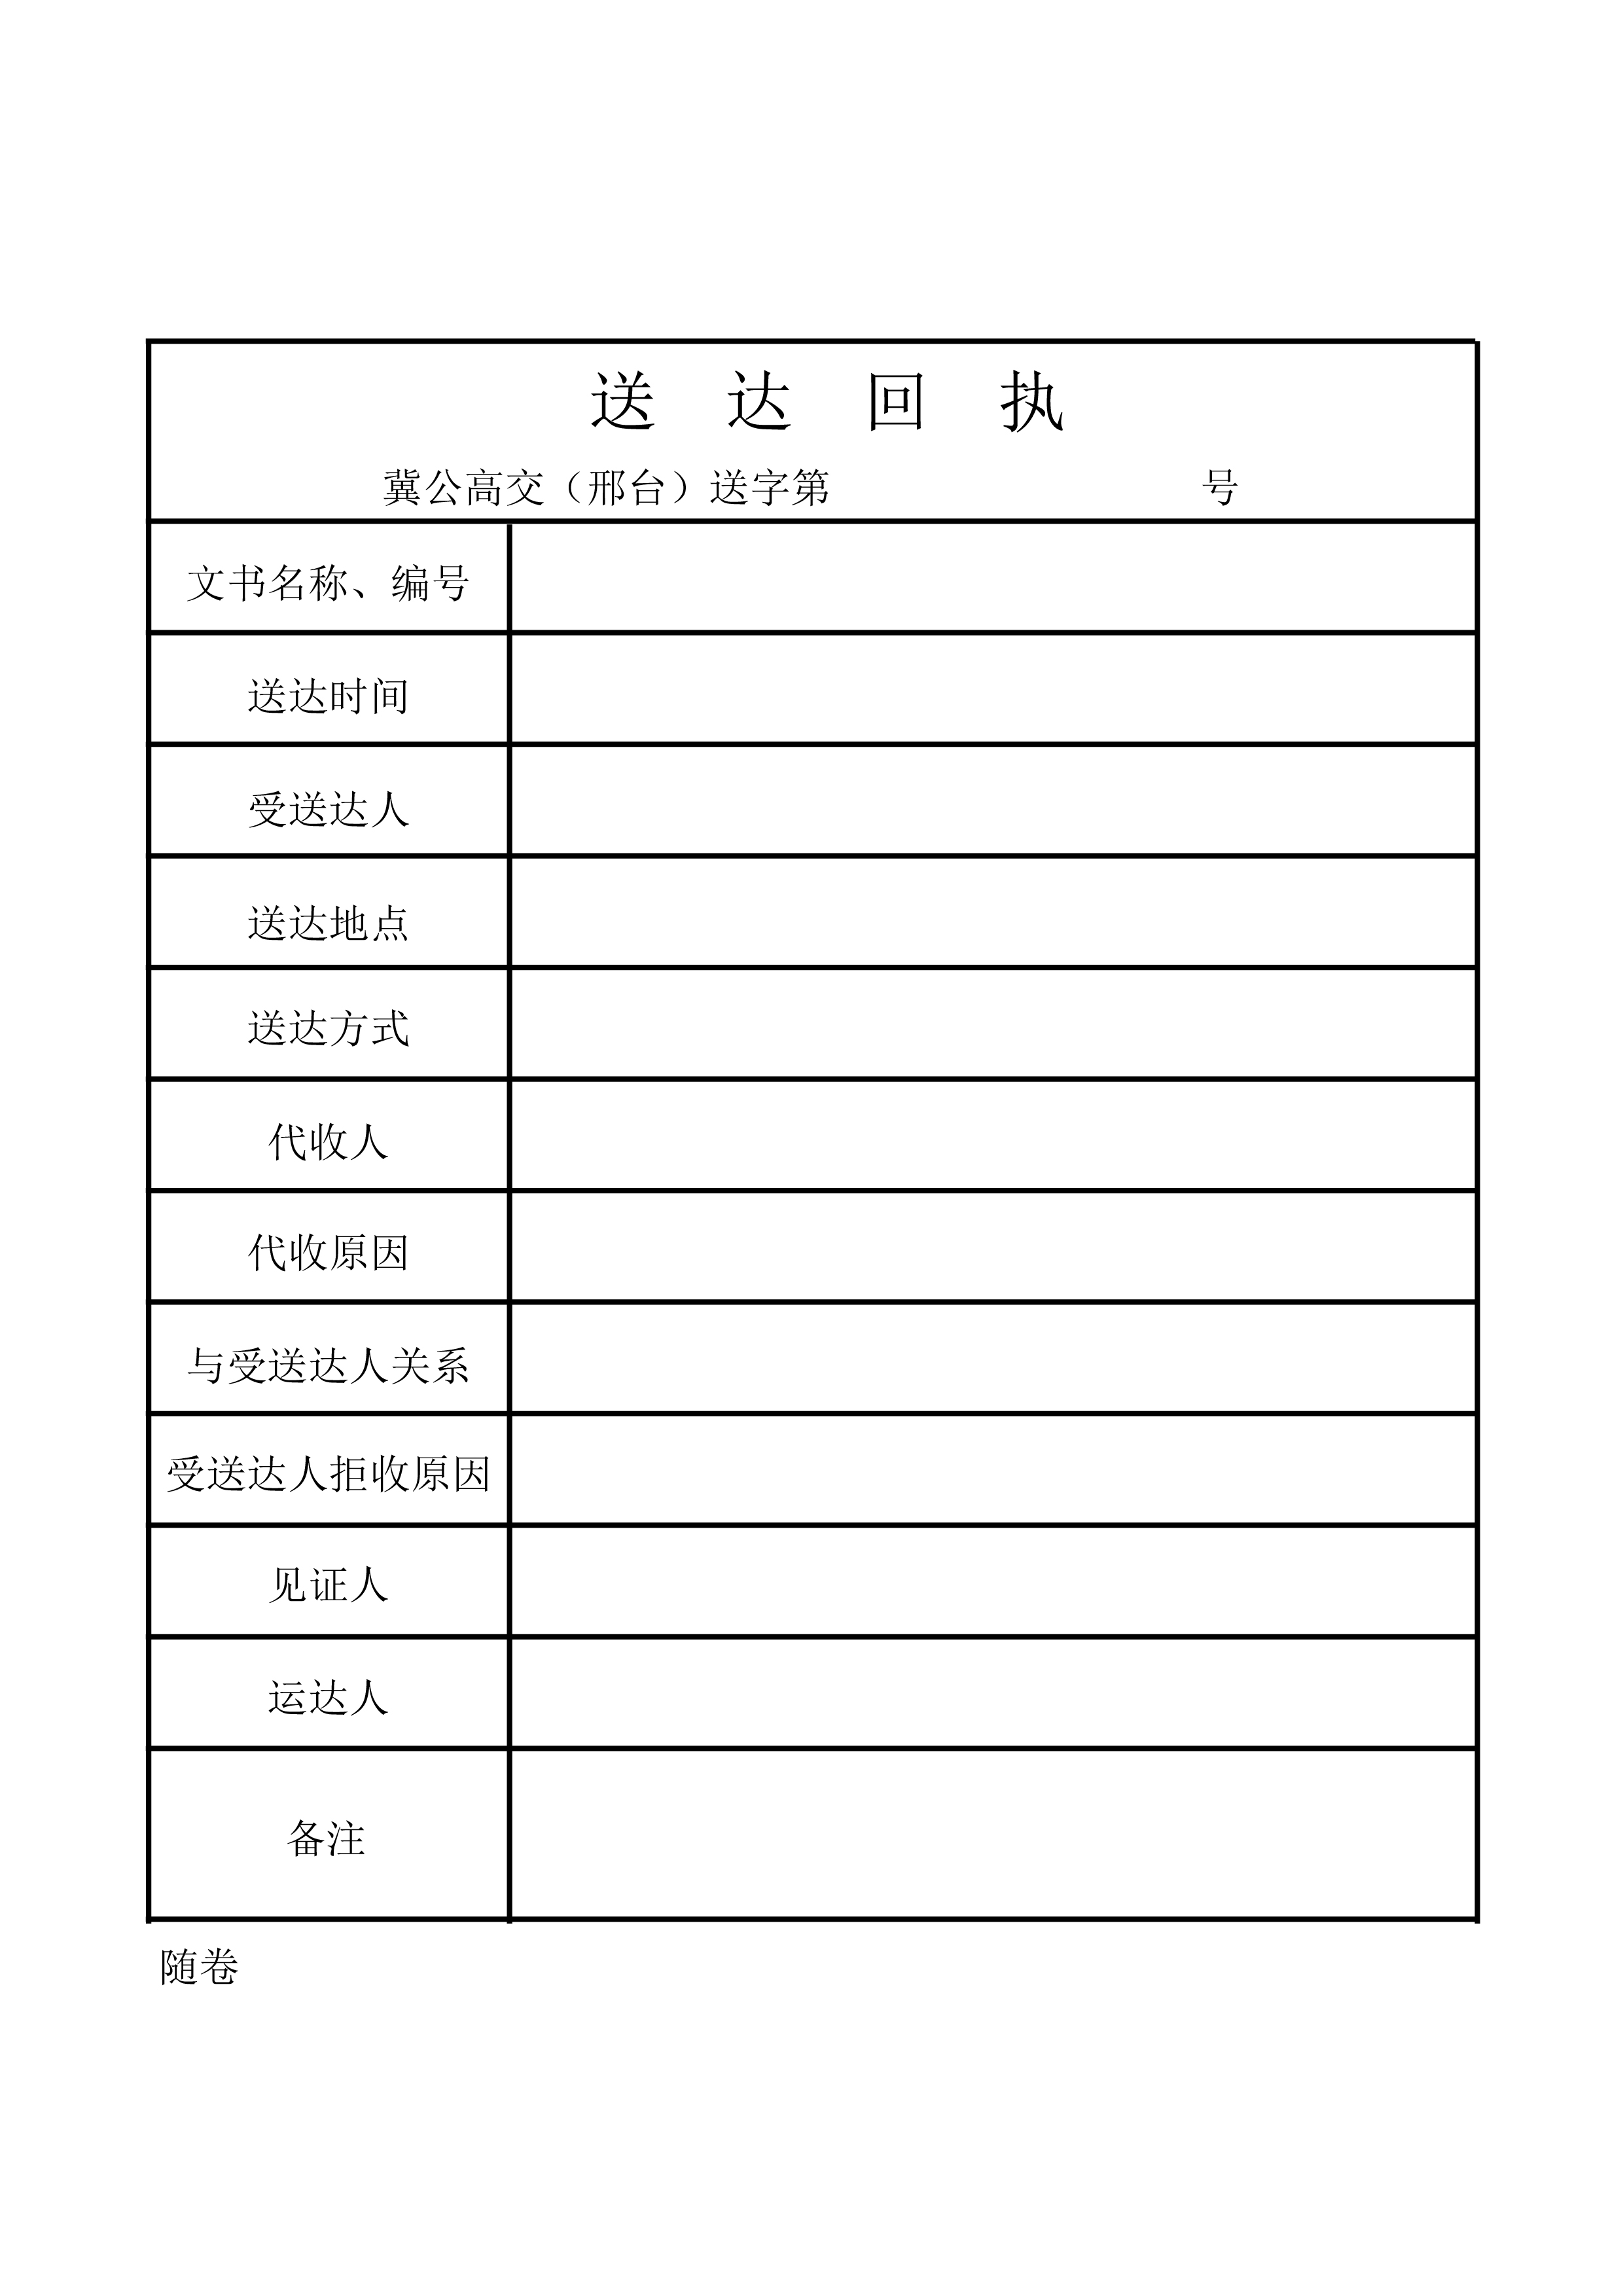 送 达 回 执
冀公高交（邢台）送字第 号
文书名称、编号
送达时间
受送达人
送达地点
送达方式
代收人
代收原因
与受送达人关系
受送达人拒收原因
见证人
运达人
备注
随卷